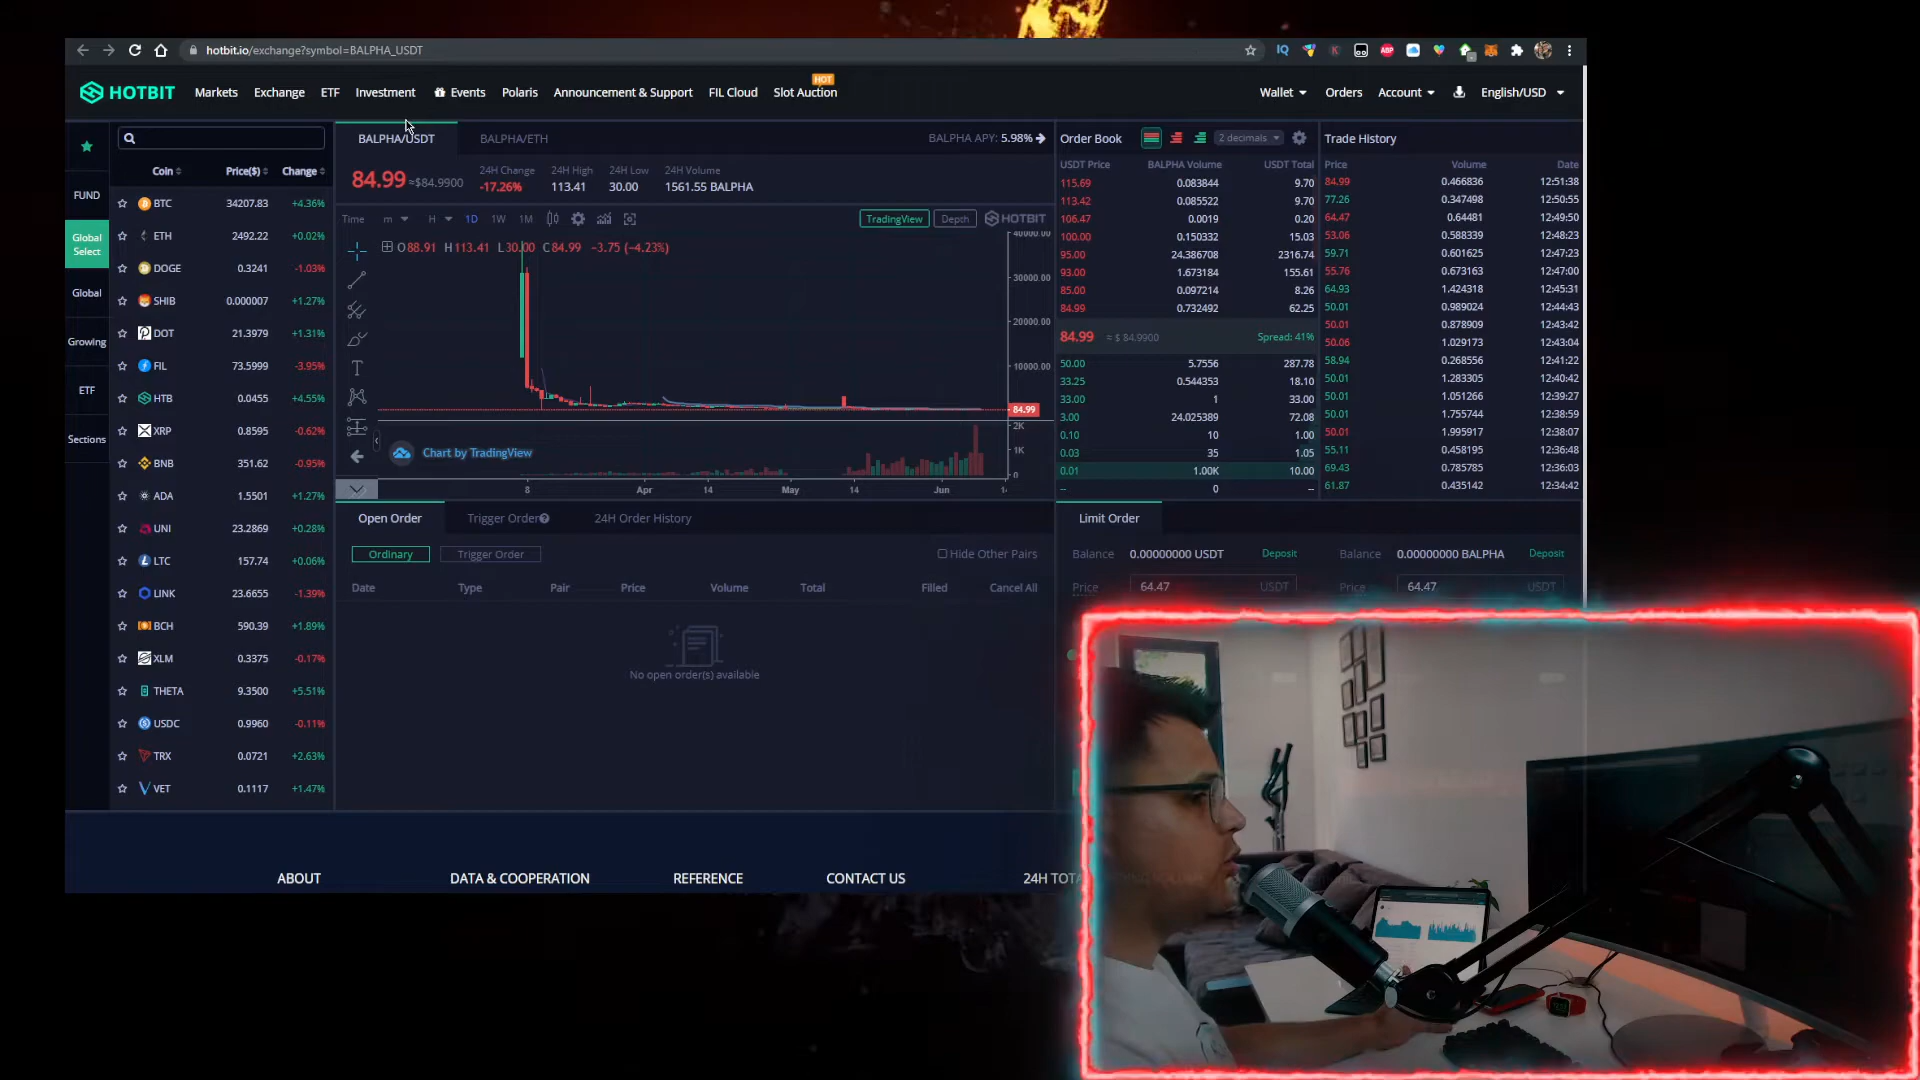 hotbit.io/exchange?symbol=BALPHA_USDT
IQ
ABP
HOTBIT
Markets
Exchange
ETF
Investment
Events
Polaris
Announcement & Support
FIL Cloud
Slot Auction
HOT
Wallet
Orders
Account
English/USD
FUND
Global
Select
Global
Growing
ETF
Sections
Coin Price($) Change
BTC 34207.83 +4.36%
ETH 2492.22 +0.02%
DOGE 0.3241 -1.03%
SHIB 0.000007 +1.27%
DOT 21.3979 +1.31%
FIL 73.5999 -3.95%
HTB 0.0455 +4.55%
XRP 0.8595 -0.62%
BNB 351.62 -0.95%
ADA 1.5501 +1.27%
UNI 23.2869 +0.28%
LTC 157.74 +0.06%
LINK 23.6655 -1.39%
BCH 590.39 +1.89%
XLM 0.3375 -0.17%
THETA 9.3500 +5.51%
USDC 0.9960 -0.11%
TRX 0.0721 +2.63%
VET 0.1117 +1.47%
BALPHA/USDT
BALPHA/ETH
BALPHA APY: 5.98%
84.99 ≈$84.9900
24H Change
-17.26%
24H High
113.41
24H Low
30.00
24H Volume
1561.55 BALPHA
Time m H 1D 1W 1M
TradingView
Depth
HOTBIT
O88.91 H113.41 L30.00 C84.99 -3.75 (-4.23%)
40000.00
30000.00
20000.00
10000.00
84.99
2K
1K
0
Chart by TradingView
8 Apr 14 May 14 Jun 1
Order Book
2 decimals
USDT Price BALPHA Volume USDT Total
115.69 0.083844 9.70
113.42 0.085522 9.70
106.47 0.0019 0.20
100.00 0.150332 15.03
95.00 24.386708 2316.74
93.00 1.673184 155.61
85.00 0.097214 8.26
84.99 0.732492 62.25
84.99 ≈ $ 84.9900 Spread: 41%
50.00 5.7556 287.78
33.25 0.544353 18.10
33.00 1 33.00
3.00 24.025389 72.08
0.10 10 1.00
0.03 35 1.05
0.01 1.00K 10.00
-- 0 --
Trade History
Price Volume Date
84.99 0.466836 12:51:38
77.26 0.347498 12:50:55
64.47 0.64481 12:49:50
53.06 0.588339 12:48:23
59.71 0.601625 12:47:23
55.76 0.673163 12:47:00
64.93 1.424318 12:45:31
50.01 0.989024 12:44:43
50.01 0.878909 12:43:42
50.06 1.029173 12:43:04
58.94 0.268556 12:41:22
50.01 1.283305 12:40:42
50.01 1.051266 12:39:27
50.01 1.755744 12:38:59
50.01 1.995917 12:38:07
55.11 0.458195 12:36:48
69.43 0.785785 12:36:03
61.87 0.435142 12:34:42
Open Order
Trigger Order
24H Order History
Ordinary
Trigger Order
Hide Other Pairs
Date Type Pair Price Volume Total Filled Cancel All
No open order(s) available
Limit Order
Balance 0.00000000 USDT Deposit
Balance 0.00000000 BALPHA Deposit
Price 64.47 USDT
Price 64.47 USDT
ABOUT
DATA & COOPERATION
REFERENCE
CONTACT US
24H TOTA